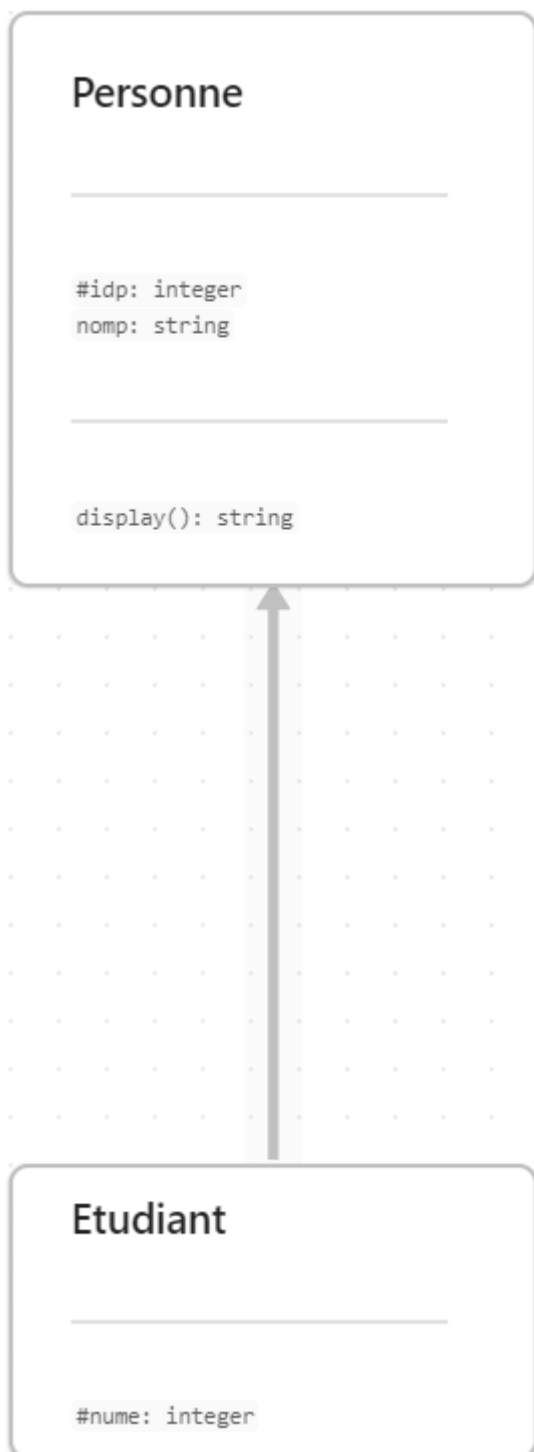 Personne
#idp: integer
nomp: string
display(): string
Etudiant
#nume: integer